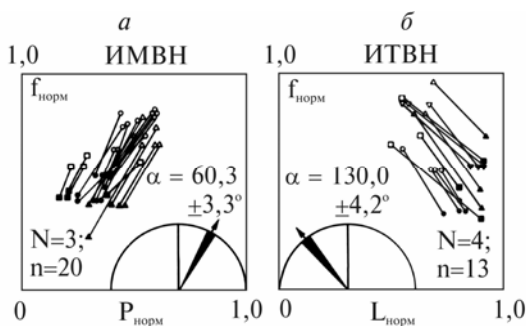 а
ИМВН
1,0
fнорм
α = 60,3
±3,3°
N=3;
n=20
0
Pнорм
1,0
б
ИТВН
1,0
fнорм
α = 130,0
±4,2°
N=4;
n=13
0
Lнорм
1,0